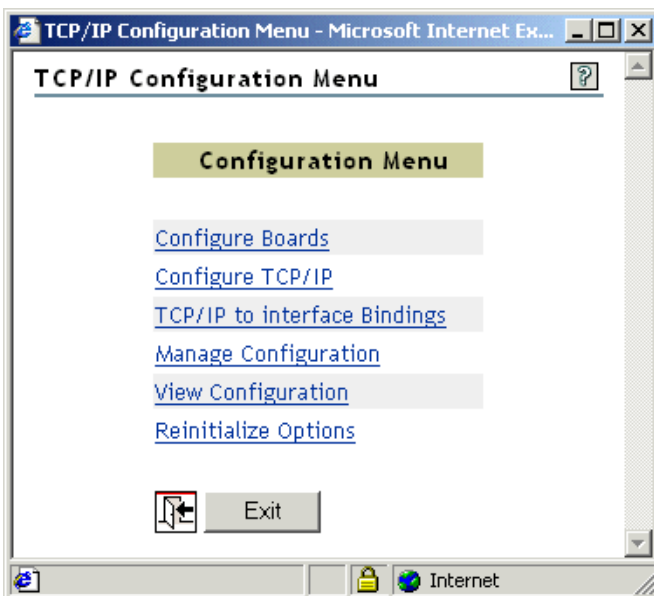 TCP/IP Configuration Menu - Microsoft Internet Ex...
TCP/IP Configuration Menu
?
Configuration Menu
Configure Boards
Configure TCP/IP
TCP/IP to interface Bindings
Manage Configuration
View Configuration
Reinitialize Options
Exit
Internet